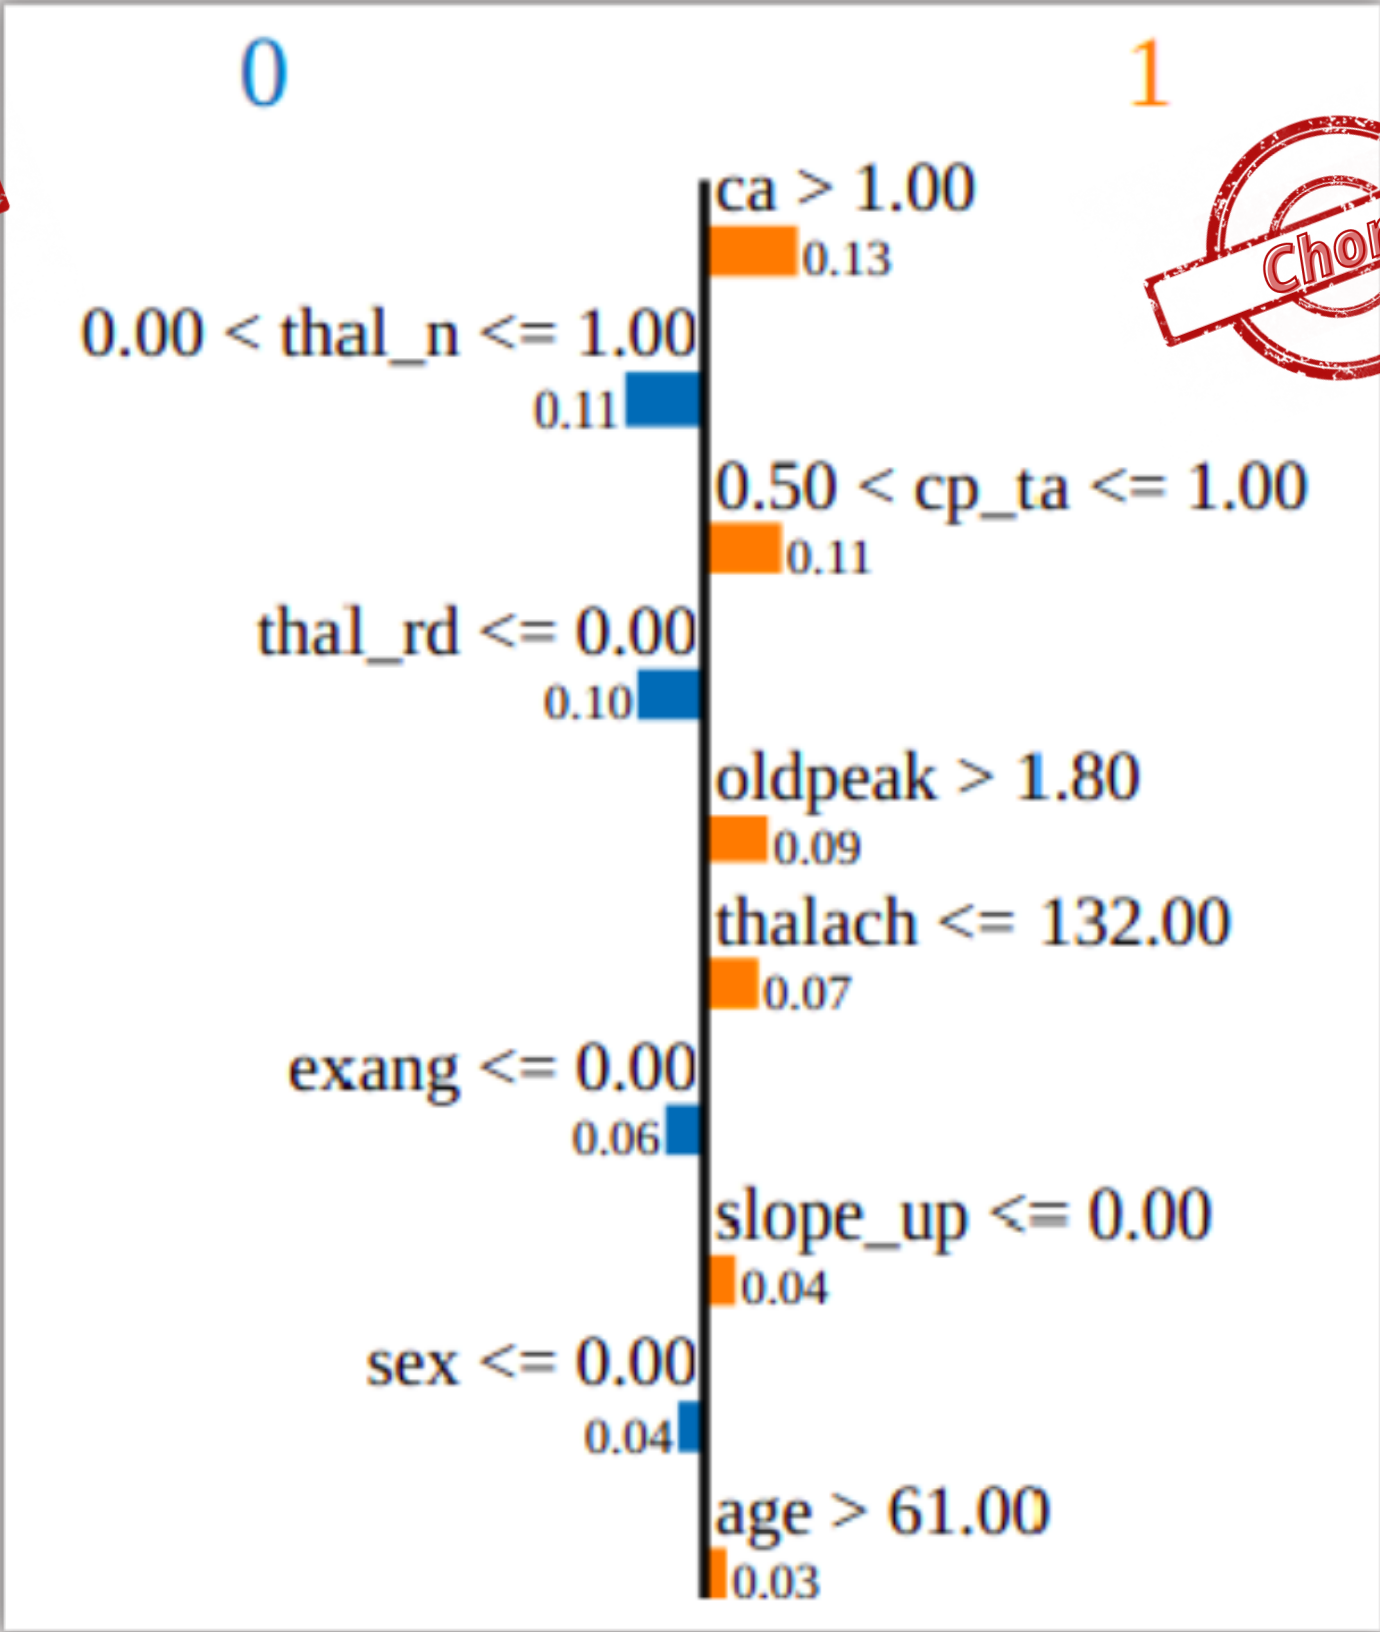 0
1
ca > 1.00
0.13
0.00 < thal_n <= 1.00
0.11
0.50 < cp_ta <= 1.00
0.11
thal_rd <= 0.00
0.10
oldpeak > 1.80
0.09
thalach <= 132.00
0.07
exang <= 0.00
0.06
slope_up <= 0.00
0.04
sex <= 0.00
0.04
age > 61.00
0.03